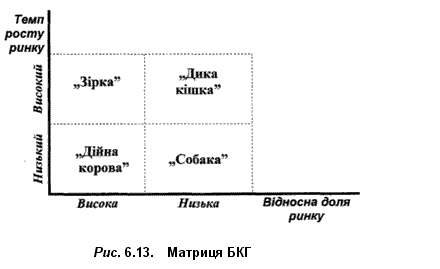 Темп
росту
ринку
Високий
„Зірка”
„Дика
кішка”
Низький
„Дійна
корова”
„Собака”
Висока
Низька
Відносна доля
ринку
Рис. 6.13. Матриця БКГ